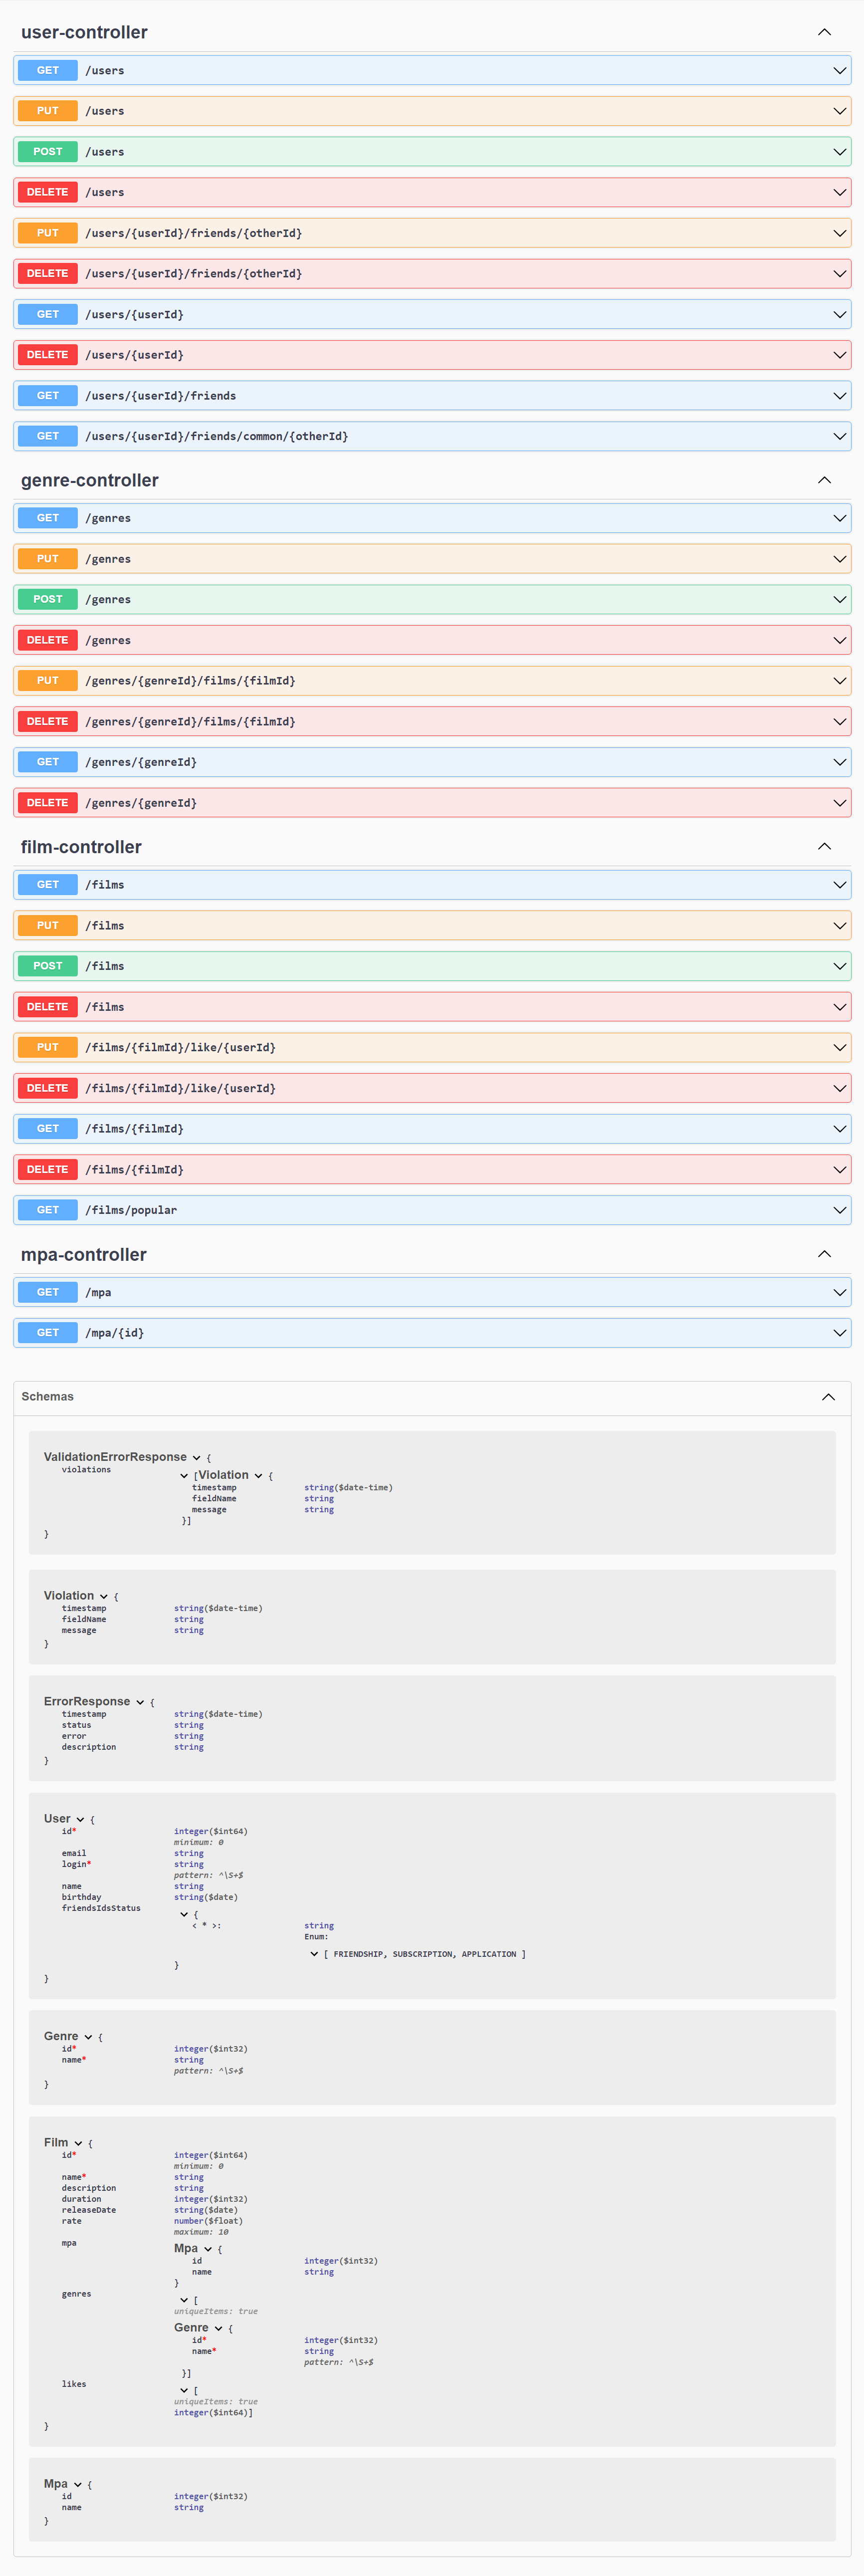 user-controller
GET /users
PUT /users
POST /users
DELETE /users
PUT /users/{userId}/friends/{otherId}
DELETE /users/{userId}/friends/{otherId}
GET /users/{userId}
DELETE /users/{userId}
GET /users/{userId}/friends
GET /users/{userId}/friends/common/{otherId}
genre-controller
GET /genres
PUT /genres
POST /genres
DELETE /genres
PUT /genres/{genreId}/films/{filmId}
DELETE /genres/{genreId}/films/{filmId}
GET /genres/{genreId}
DELETE /genres/{genreId}
film-controller
GET /films
PUT /films
POST /films
DELETE /films
PUT /films/{filmId}/like/{userId}
DELETE /films/{filmId}/like/{userId}
GET /films/{filmId}
DELETE /films/{filmId}
GET /films/popular
mpa-controller
GET /mpa
GET /mpa/{id}
Schemas
ValidationErrorResponse {
violations
[Violation {
timestamp string($date-time)
fieldName string
message string
}]
}
Violation {
timestamp string($date-time)
fieldName string
message string
}
ErrorResponse {
timestamp string($date-time)
status string
error string
description string
}
User {
id* integer($int64)
minimum: 0
email string
login* string
pattern: ^\S+$
name string
birthday string($date)
friendsIdsStatus
{
< * >: string
Enum:
[ FRIENDSHIP, SUBSCRIPTION, APPLICATION ]
}
}
Genre {
id* integer($int32)
name* string
pattern: ^\S+$
}
Film {
id* integer($int64)
minimum: 0
name* string
description string
duration integer($int32)
releaseDate string($date)
rate number($float)
maximum: 10
mpa
Mpa {
id integer($int32)
name string
}
genres
[
uniqueItems: true
Genre {
id* integer($int32)
name* string
pattern: ^\S+$
}]
likes
[
uniqueItems: true
integer($int64)]
}
Mpa {
id integer($int32)
name string
}